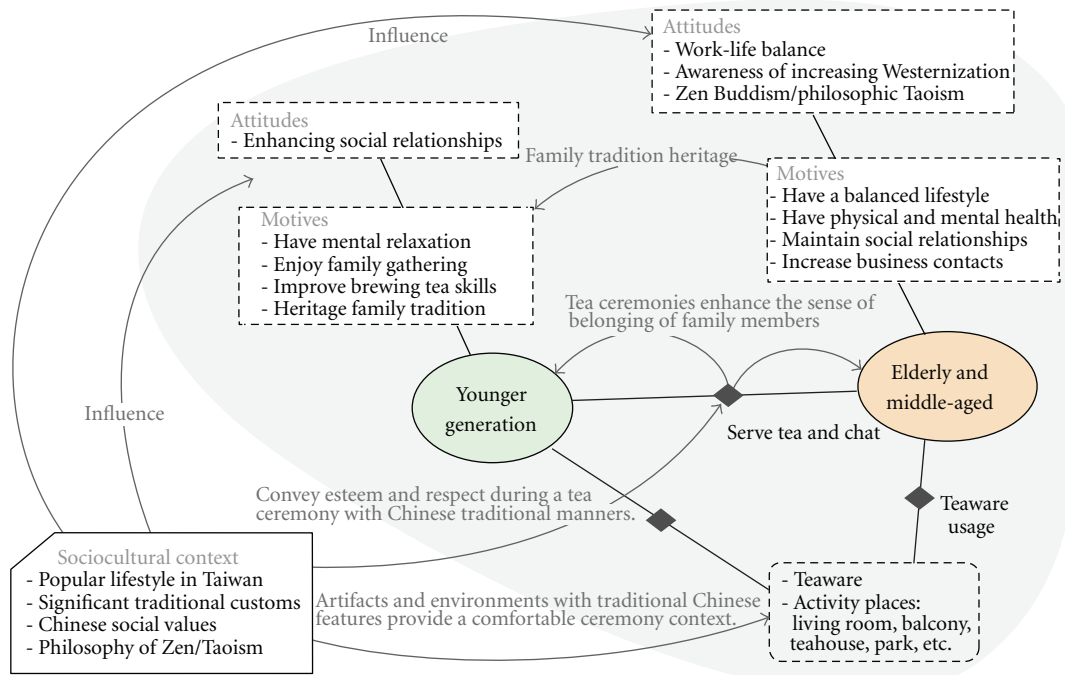 Influence
Attitudes
- Work-life balance
- Awareness of increasing Westernization
- Zen Buddism/philosophic Taoism
Attitudes
- Enhancing social relationships
Family tradition heritage
Motives
- Have a balanced lifestyle
- Have physical and mental health
- Maintain social relationships
- Increase business contacts
Motives
- Have mental relaxation
- Enjoy family gathering
- Improve brewing tea skills
- Heritage family tradition
Tea ceremonies enhance the sense of
belonging of family members
Younger
generation
Elderly and
middle-aged
Influence
Serve tea and chat
Convey esteem and respect during a tea
ceremony with Chinese traditional manners.
Teaware
usage
Sociocultural context
- Popular lifestyle in Taiwan
- Significant traditional customs
- Chinese social values
- Philosophy of Zen/Taoism
Artifacts and environments with traditional Chinese
features provide a comfortable ceremony context.
- Teaware
- Activity places:
living room, balcony,
teahouse, park, etc.